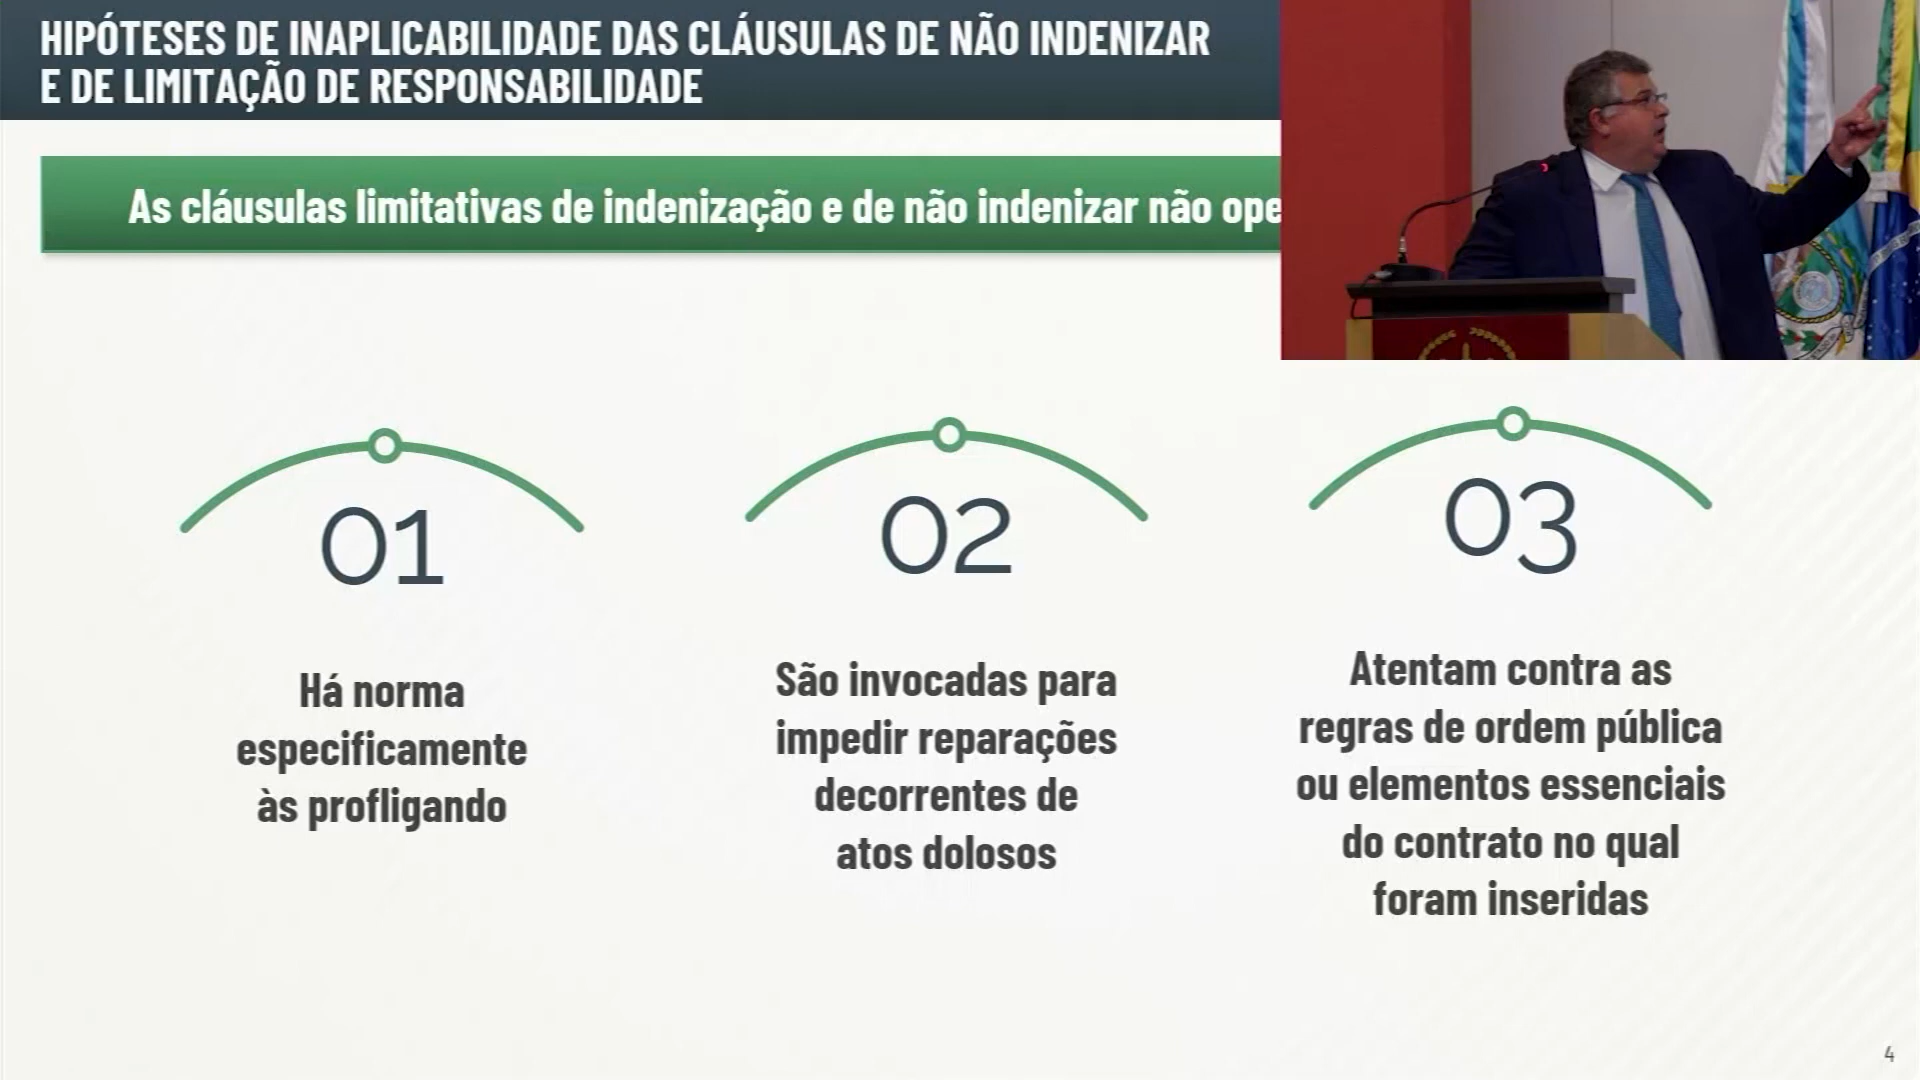 HIPÓTESES DE INAPLICABILIDADE DAS CLÁUSULAS DE NÃO INDENIZAR
E DE LIMITAÇÃO DE RESPONSABILIDADE
As cláusulas limitativas de indenização e de não indenizar não ope
01
Há norma
especificamente
às profligando
02
São invocadas para
impedir reparações
decorrentes de
atos dolosos
03
Atentam contra as
regras de ordem pública
ou elementos essenciais
do contrato no qual
foram inseridas
4